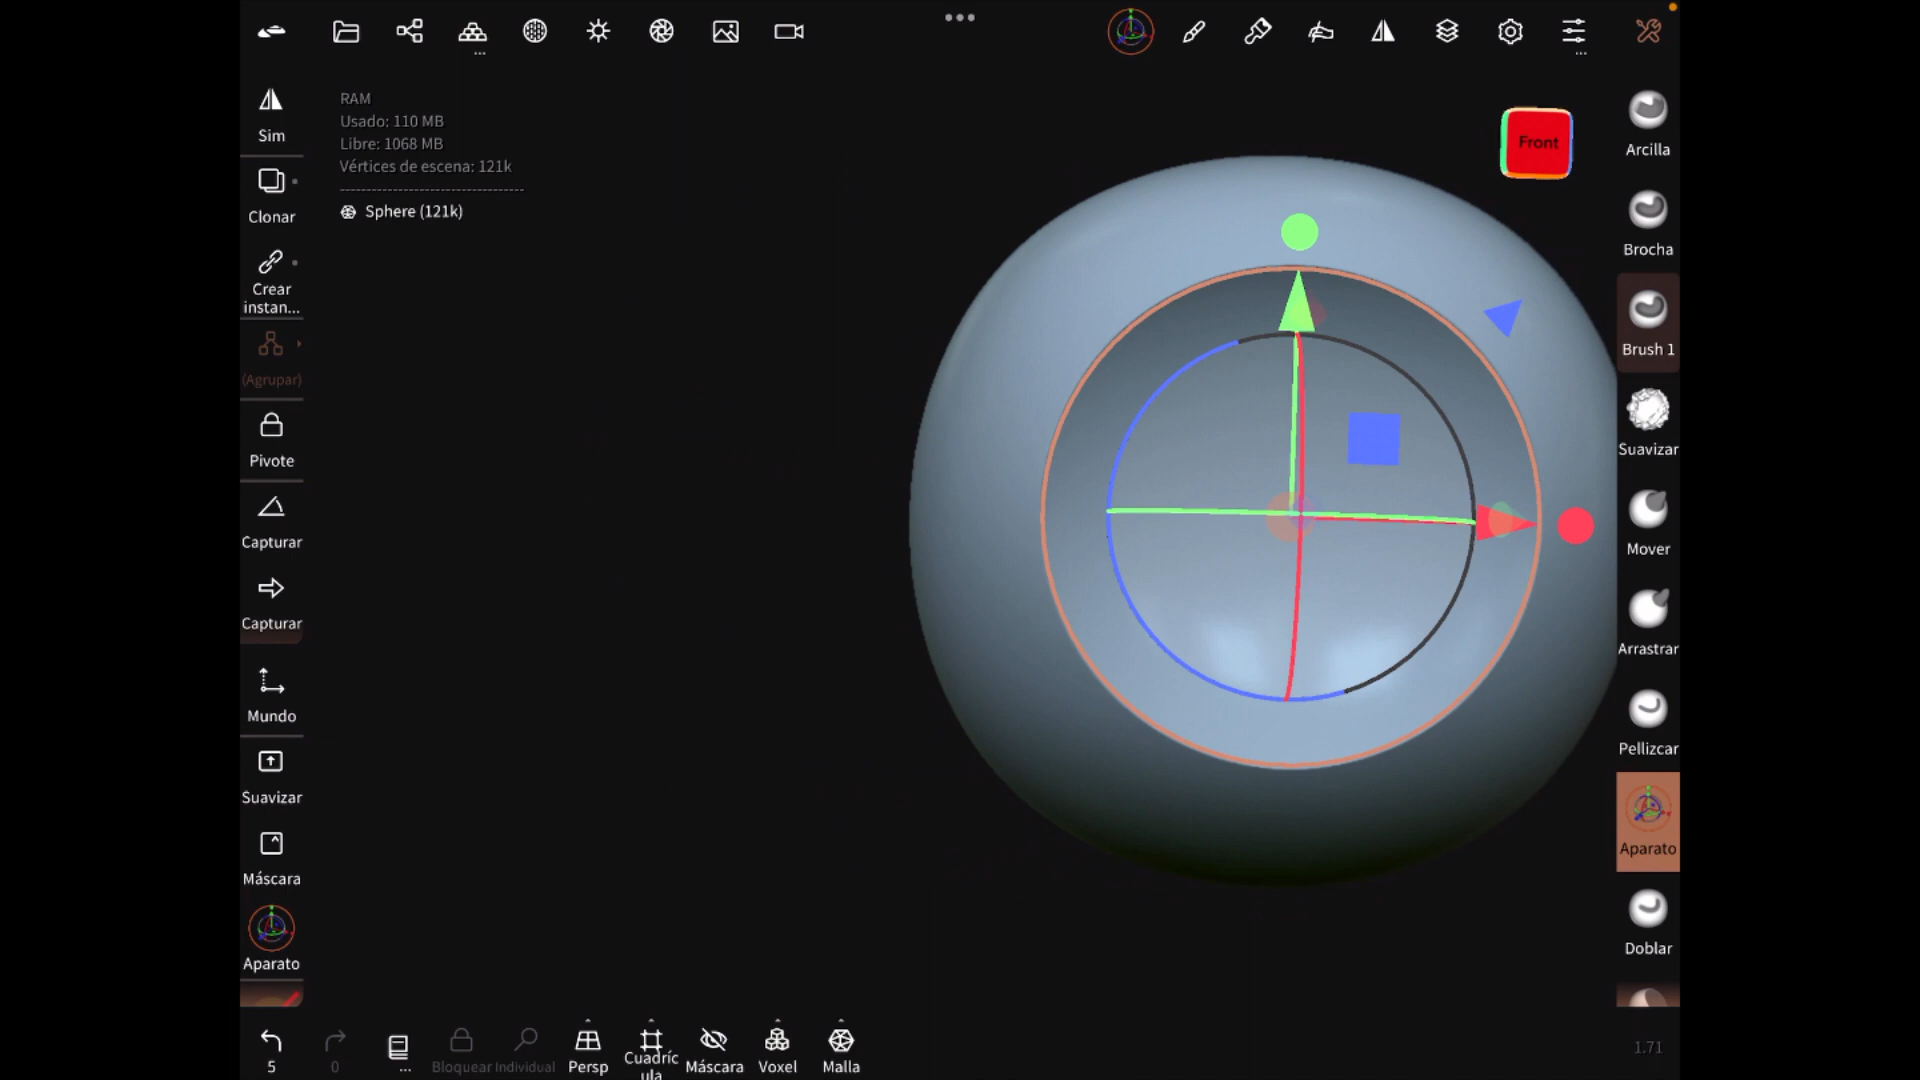 RAM
Usado: 110 MB
Libre: 1068 MB
Vértices de escena: 121k
Sphere (121k)
Front
Sim
Clonar
Crear
instan...
(Agrupar)
Pivote
Capturar
Capturar
Mundo
Suavizar
Máscara
Aparato
Arcilla
Brocha
Brush 1
Suavizar
Mover
Arrastrar
Pellizcar
Aparato
Doblar
5
0
...
Bloquear
Individual
Persp
Cuadríc
ula
Máscara
Voxel
Malla
1.71